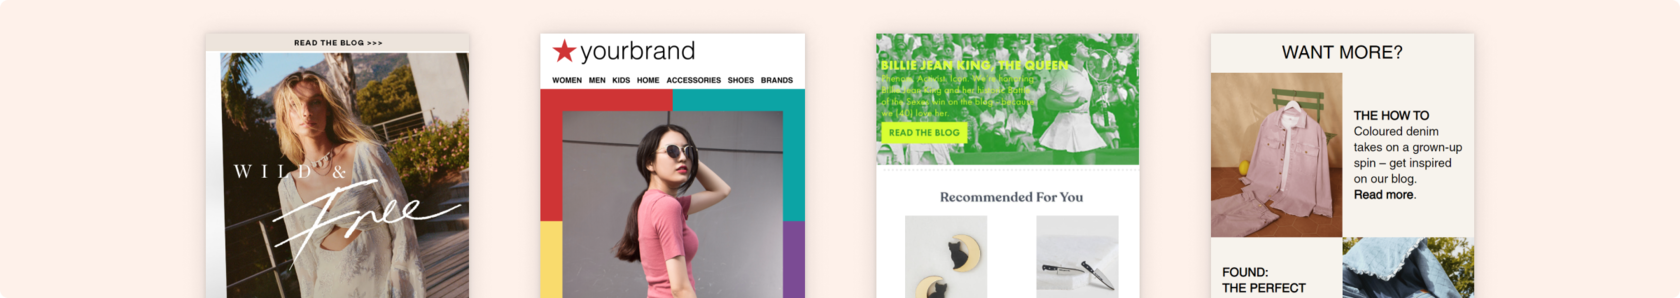 READ THE BLOG >>>
WILD &
Free
yourbrand
WOMEN MEN KIDS HOME ACCESSORIES SHOES BRANDS
BILLIE JEAN KING, THE QUEEN
Phenom. Activist. Icon. We're honoring
Billie Jean King and her historic Battle
of the Sexes win on the blog—because
we (40) love her.
READ THE BLOG
Recommended For You
WANT MORE?
THE HOW TO
Coloured denim
takes on a grown-up
spin – get inspired
on our blog.
Read more.
FOUND:
THE PERFECT